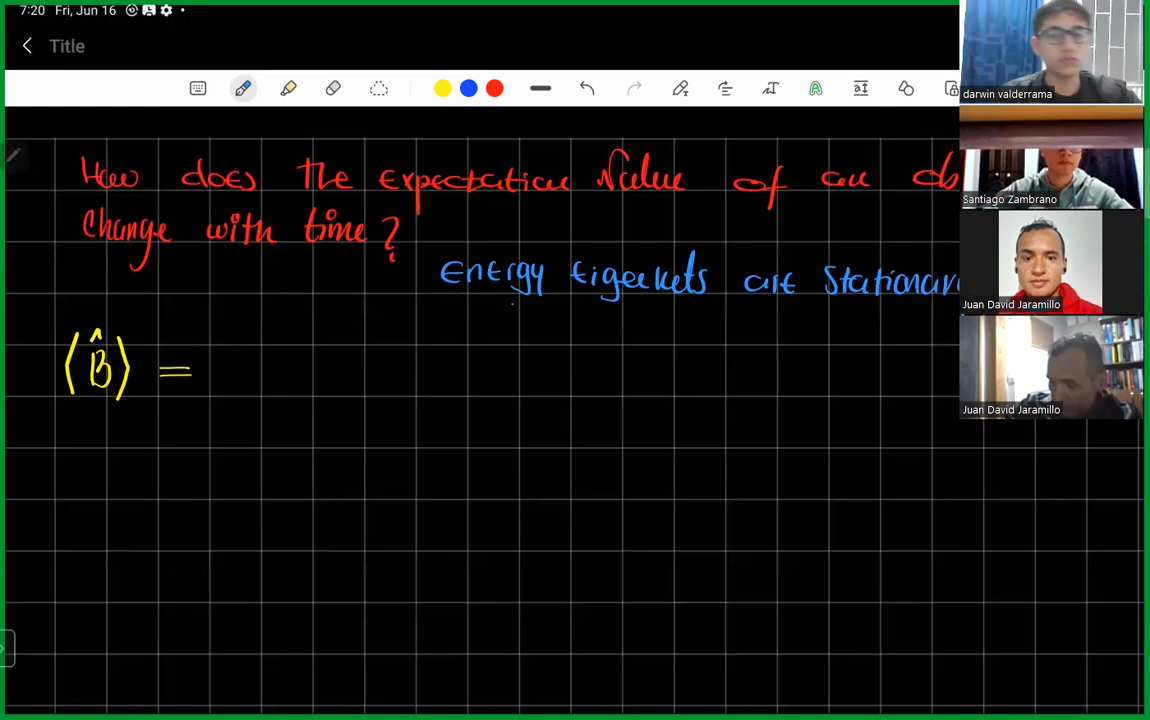 7:20 Fri, Jun 16
Title
How does the expectation Value of an ob
change with time?
Energy Eigenkets are Stationar
⟨B̂⟩ =
darwin valderrama
Santiago Zambrano
Juan David Jaramillo
Juan David Jaramillo